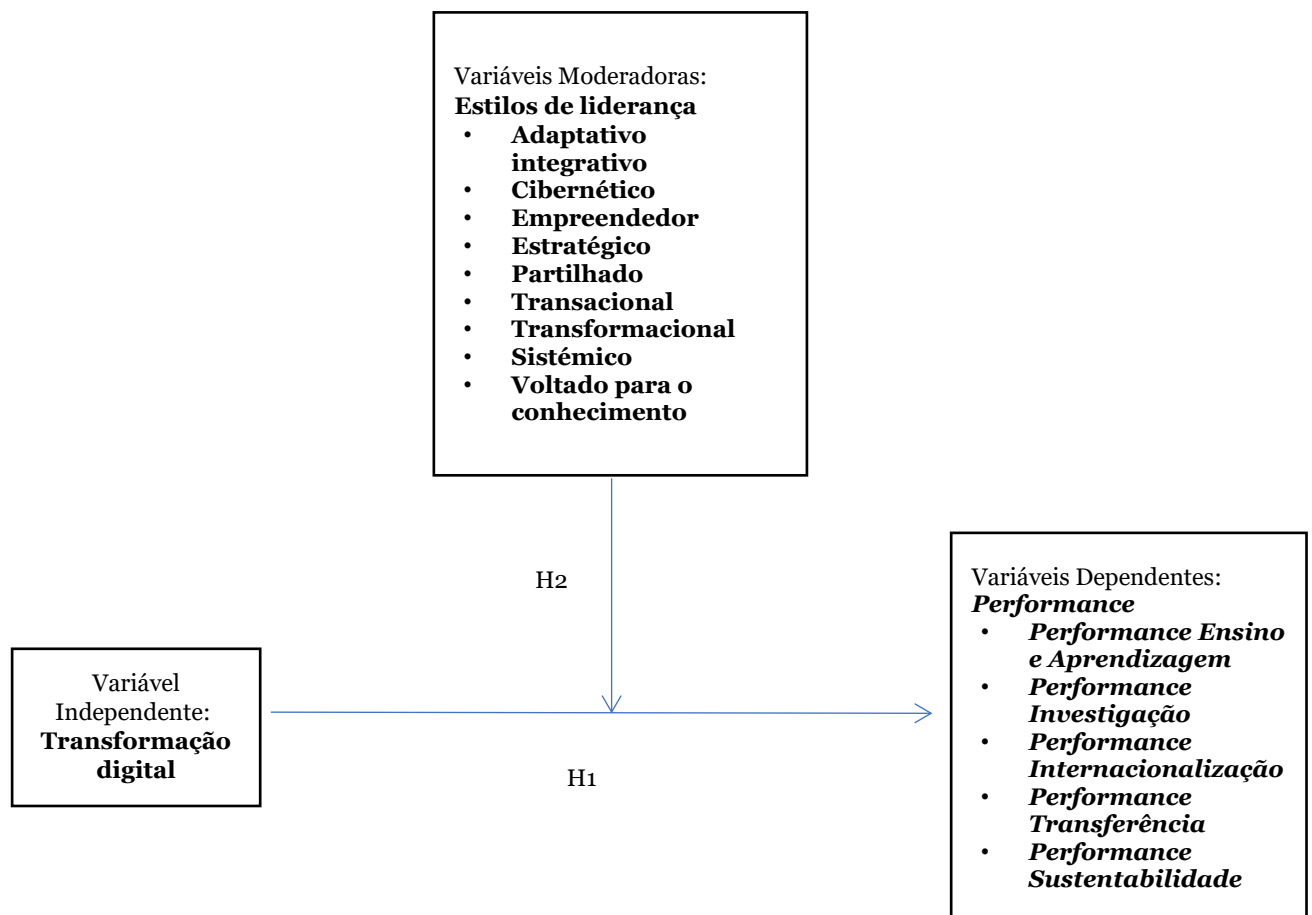 Variáveis Moderadoras:
Estilos de liderança
• Adaptativo
integrativo
• Cibernético
• Empreendedor
• Estratégico
• Partilhado
• Transacional
• Transformacional
• Sistémico
• Voltado para o
conhecimento
H2
Variável
Independente:
Transformação
digital
H1
Variáveis Dependentes:
Performance
• Performance Ensino
e Aprendizagem
• Performance
Investigação
• Performance
Internacionalização
• Performance
Transferência
• Performance
Sustentabilidade